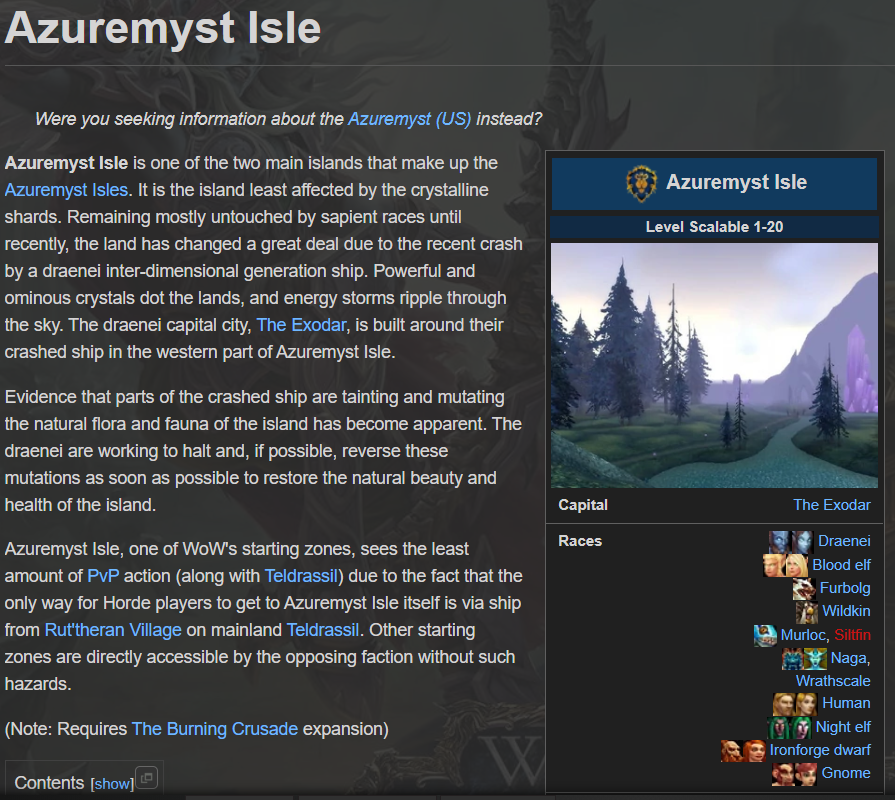 Azuremyst Isle
Were you seeking information about the Azuremyst (US) instead?
Azuremyst Isle is one of the two main islands that make up the
Azuremyst Isles. It is the island least affected by the crystalline
shards. Remaining mostly untouched by sapient races until
recently, the land has changed a great deal due to the recent crash
by a draenei inter-dimensional generation ship. Powerful and
ominous crystals dot the lands, and energy storms ripple through
the sky. The draenei capital city, The Exodar, is built around their
crashed ship in the western part of Azuremyst Isle.
Evidence that parts of the crashed ship are tainting and mutating
the natural flora and fauna of the island has become apparent. The
draenei are working to halt and, if possible, reverse these
mutations as soon as possible to restore the natural beauty and
health of the island.
Azuremyst Isle, one of WoW's starting zones, sees the least
amount of PvP action (along with Teldrassil) due to the fact that the
only way for Horde players to get to Azuremyst Isle itself is via ship
from Rut'theran Village on mainland Teldrassil. Other starting
zones are directly accessible by the opposing faction without such
hazards.
(Note: Requires The Burning Crusade expansion)
Contents [show]
Azuremyst Isle
Level Scalable 1-20
Capital The Exodar
Races Draenei
Blood elf
Furbolg
Wildkin
Murloc, Siltfin
Naga,
Wrathscale
Human
Night elf
Ironforge dwarf
Gnome
W